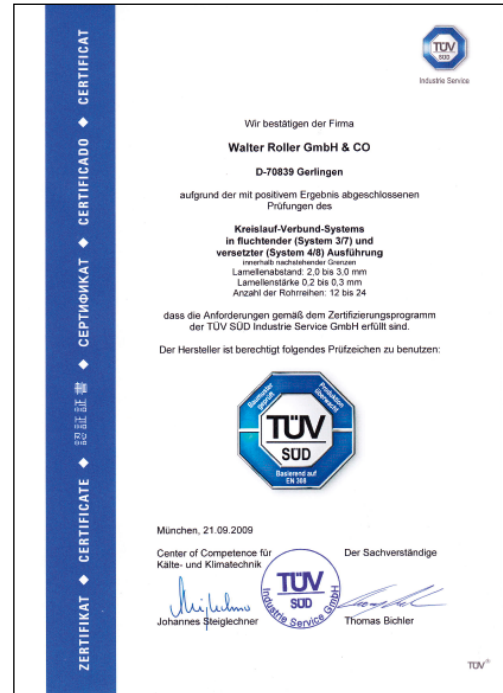 ZERTIFIKAT ◆ CERTIFICATE ◆ 認証証書 ◆ СЕРТИФИКАТ ◆ CERTIFICADO ◆ CERTIFICAT
TÜV
SÜD
Industrie Service
Wir bestätigen der Firma
Walter Roller GmbH & CO
D-70839 Gerlingen
aufgrund der mit positivem Ergebnis abgeschlossenen
Prüfungen des
Kreislauf-Verbund-Systems
in fluchtender (System 3/7) und
versetzter (System 4/8) Ausführung
innerhalb nachstehender Grenzen
Lamellenabstand: 2,0 bis 3,0 mm
Lamellenstärke 0,2 bis 0,3 mm
Anzahl der Rohrreihen: 12 bis 24
dass die Anforderungen gemäß dem Zertifizierungsprogramm
der TÜV SÜD Industrie Service GmbH erfüllt sind.
Der Hersteller ist berechtigt folgendes Prüfzeichen zu benutzen:
Baumuster
geprüft
Produktion
überwacht
TÜV
SÜD
Basierend auf
EN 308
München, 21.09.2009
Center of Competence für
Kälte- und Klimatechnik
Der Sachverständige
TÜV
SÜD
Industrie Service GmbH
Johannes Steiglechner
Thomas Bichler
TÜV®